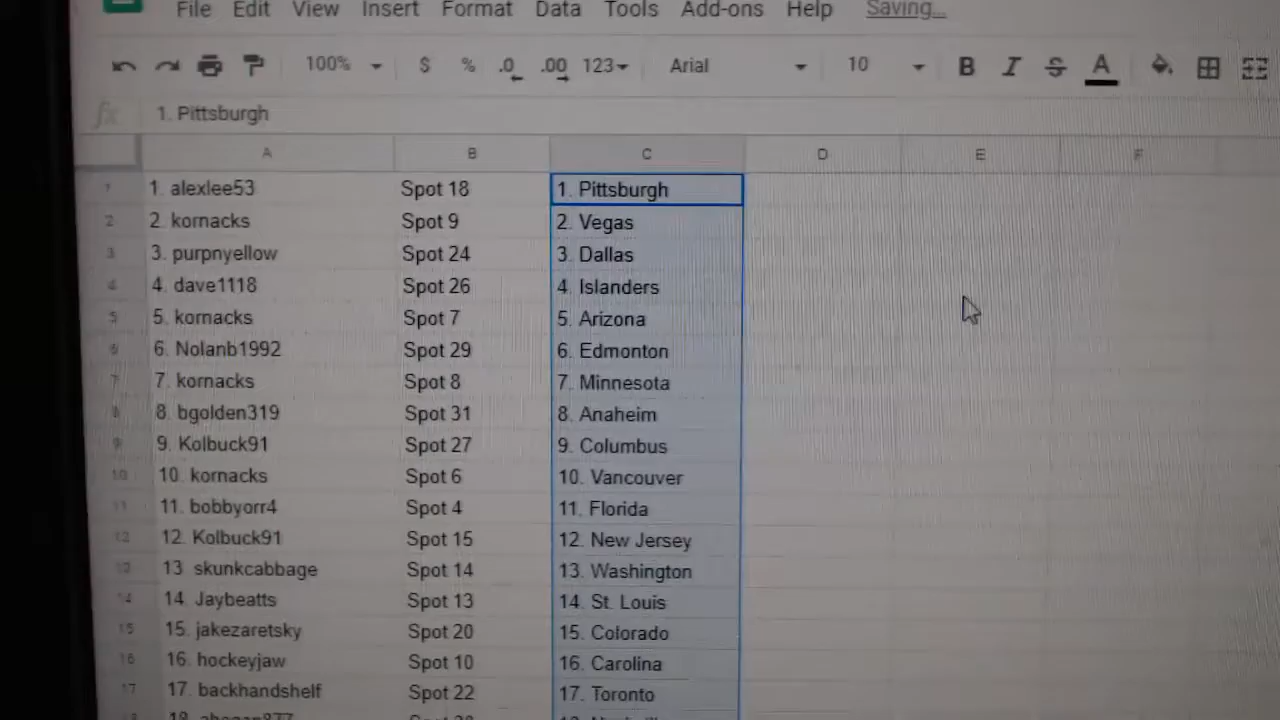 File Edit View Insert Format Data Tools Add-ons Help Saving...
100% $ % .0 .00 123 Arial 10 B I S A
fx 1. Pittsburgh
A B C D E F
1 1. alexlee53 Spot 18 1. Pittsburgh
2 2. kornacks Spot 9 2. Vegas
3 3. purpnyellow Spot 24 3. Dallas
4 4. dave1118 Spot 26 4. Islanders
5 5. kornacks Spot 7 5. Arizona
6 6. Nolanb1992 Spot 29 6. Edmonton
7 7. kornacks Spot 8 7. Minnesota
8 8. bgolden319 Spot 31 8. Anaheim
9 9. Kolbuck91 Spot 27 9. Columbus
10 10. kornacks Spot 6 10. Vancouver
11 11. bobbyorr4 Spot 4 11. Florida
12 12. Kolbuck91 Spot 15 12. New Jersey
13 13 skunkcabbage Spot 14 13. Washington
14 14. Jaybeatts Spot 13 14. St. Louis
15 15. jakezaretsky Spot 20 15. Colorado
16 16. hockeyjaw Spot 10 16. Carolina
17 17. backhandshelf Spot 22 17. Toronto